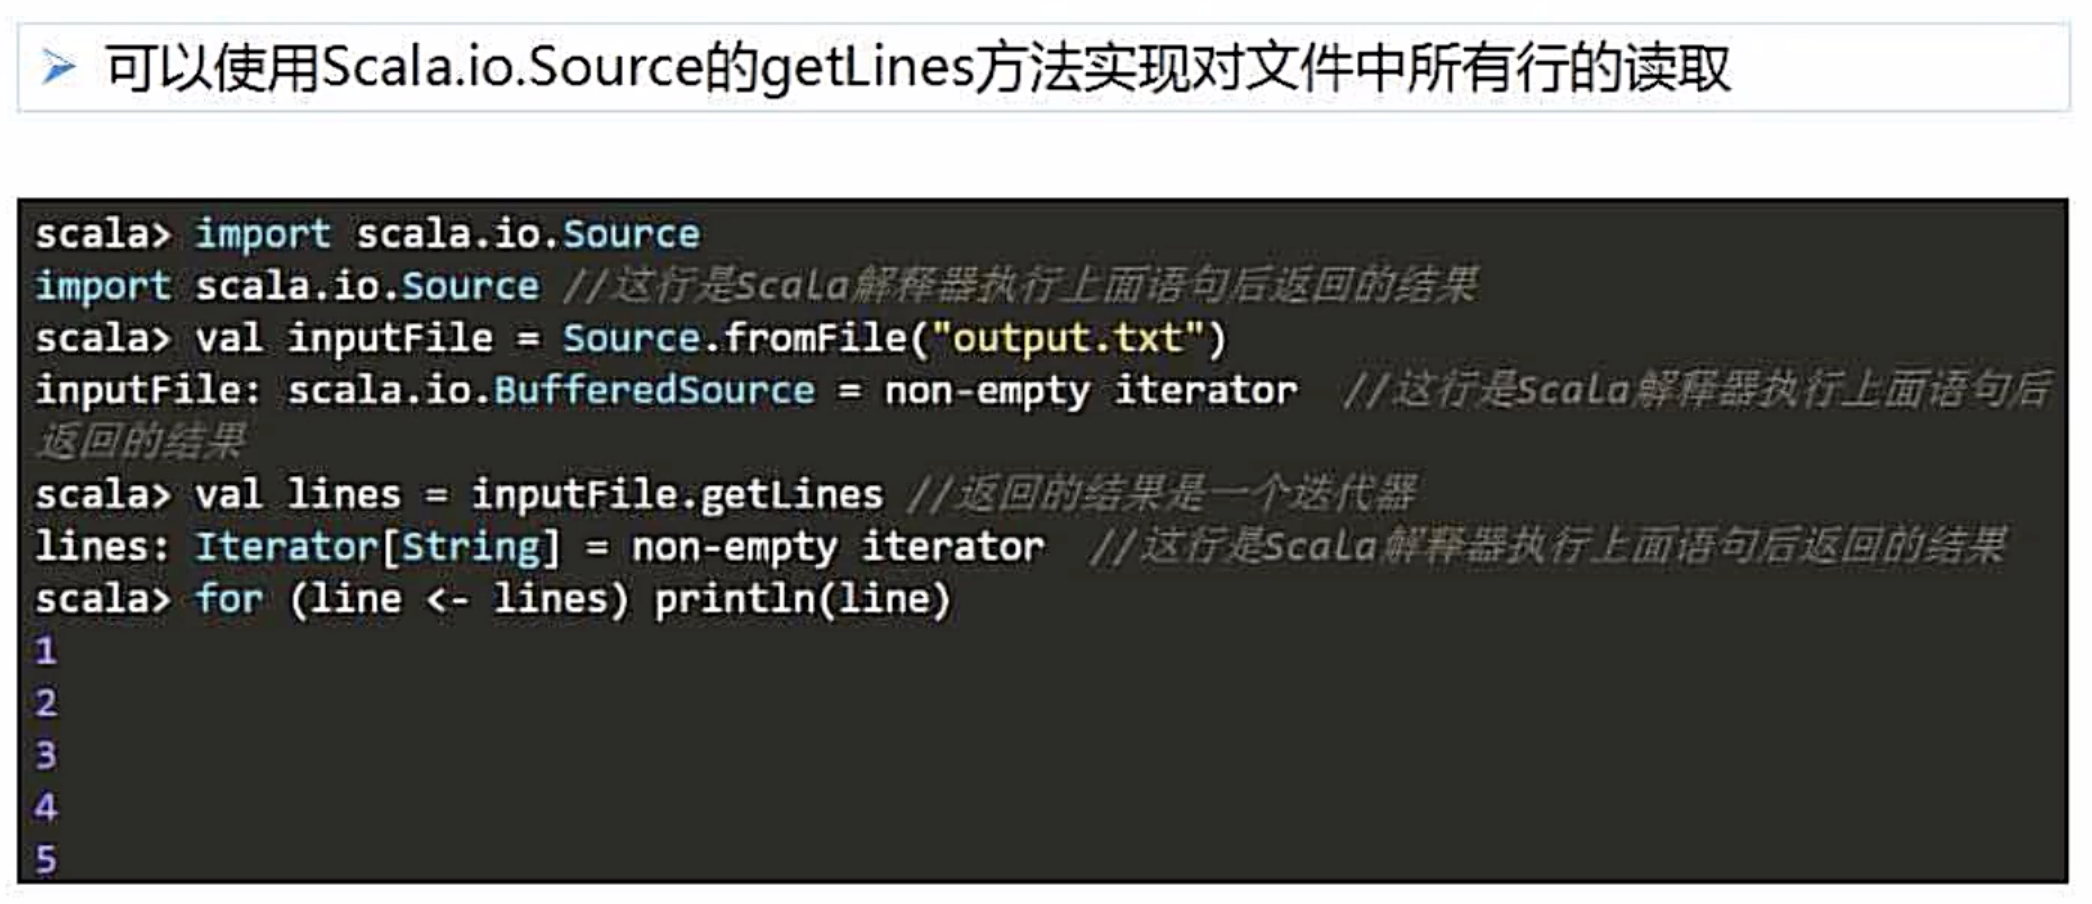 可以使用Scala.io.Source的getLines方法实现对文件中所有行的读取
scala> import scala.io.Source
import scala.io.Source //这行是Scala解释器执行上面语句后返回的结果
scala> val inputFile = Source.fromFile("output.txt")
inputFile: scala.io.BufferedSource = non-empty iterator //这行是Scala解释器执行上面语句后
返回的结果
scala> val lines = inputFile.getLines //返回的结果是一个迭代器
lines: Iterator[String] = non-empty iterator //这行是Scala解释器执行上面语句后返回的结果
scala> for (line <- lines) println(line)
1
2
3
4
5